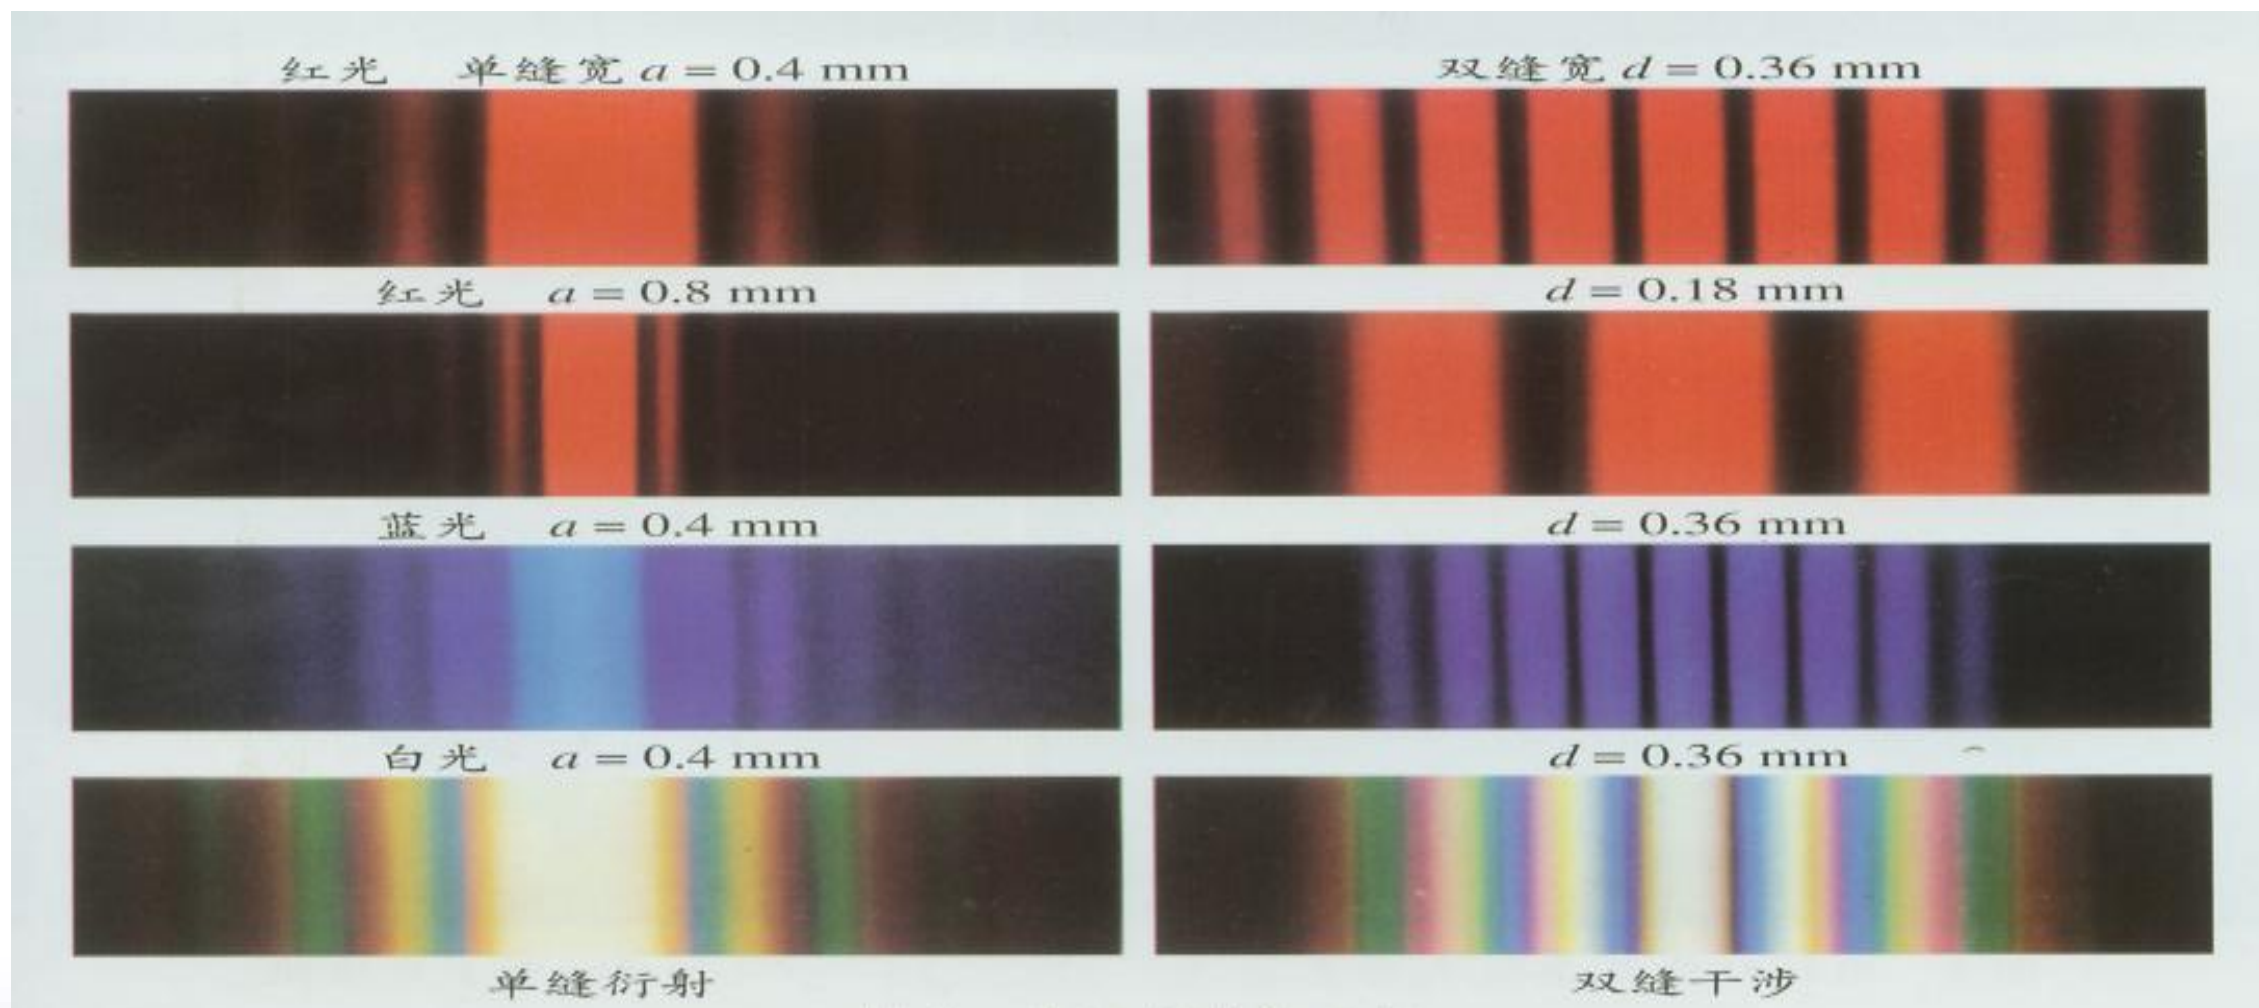 红光 单缝宽 a = 0.4 mm
双缝宽 d = 0.36 mm
红光 a = 0.8 mm
d = 0.18 mm
蓝光 a = 0.4 mm
d = 0.36 mm
白光 a = 0.4 mm
d = 0.36 mm
单缝衍射
双缝干涉